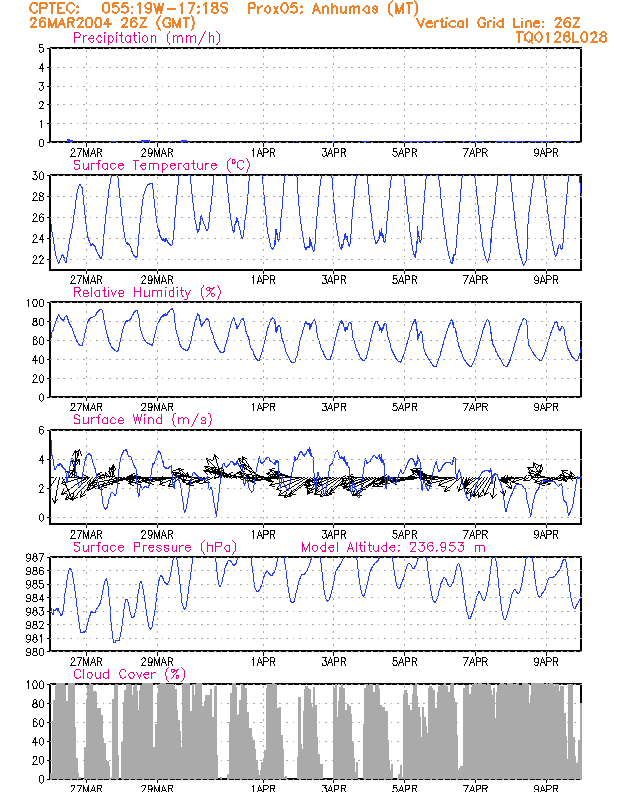 CPTEC: 055:19W-17:18S Prox05: Anhumas (MT)
26MAR2004 26Z (GMT) Vertical Grid Line: 26Z
Precipitation (mm/h) TQ0126L028
5
4
3
2
1
0
27MAR 29MAR 1APR 3APR 5APR 7APR 9APR
Surface Temperature (ºC)
30
28
26
24
22
27MAR 29MAR 1APR 3APR 5APR 7APR 9APR
Relative Humidity (%)
100
80
60
40
20
0
27MAR 29MAR 1APR 3APR 5APR 7APR 9APR
Surface Wind (m/s)
6
4
2
0
27MAR 29MAR 1APR 3APR 5APR 7APR 9APR
Surface Pressure (hPa) Model Altitude: 236.953 m
987
986
985
984
983
982
981
980
27MAR 29MAR 1APR 3APR 5APR 7APR 9APR
Cloud Cover (%)
100
80
60
40
20
0
27MAR 29MAR 1APR 3APR 5APR 7APR 9APR